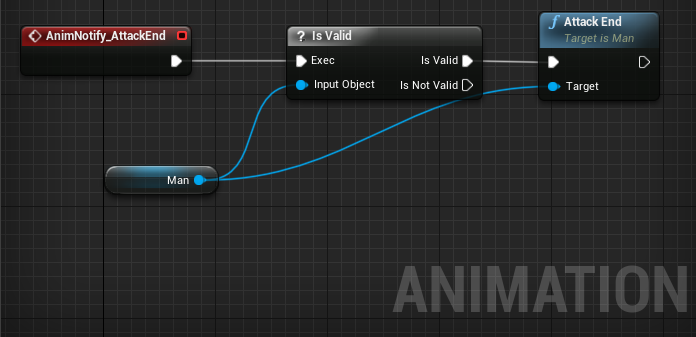 AnimNotify_AttackEnd
? Is Valid
Exec
Is Valid
Input Object
Is Not Valid
f Attack End
Target is Man
Target
Man
ANIMATION